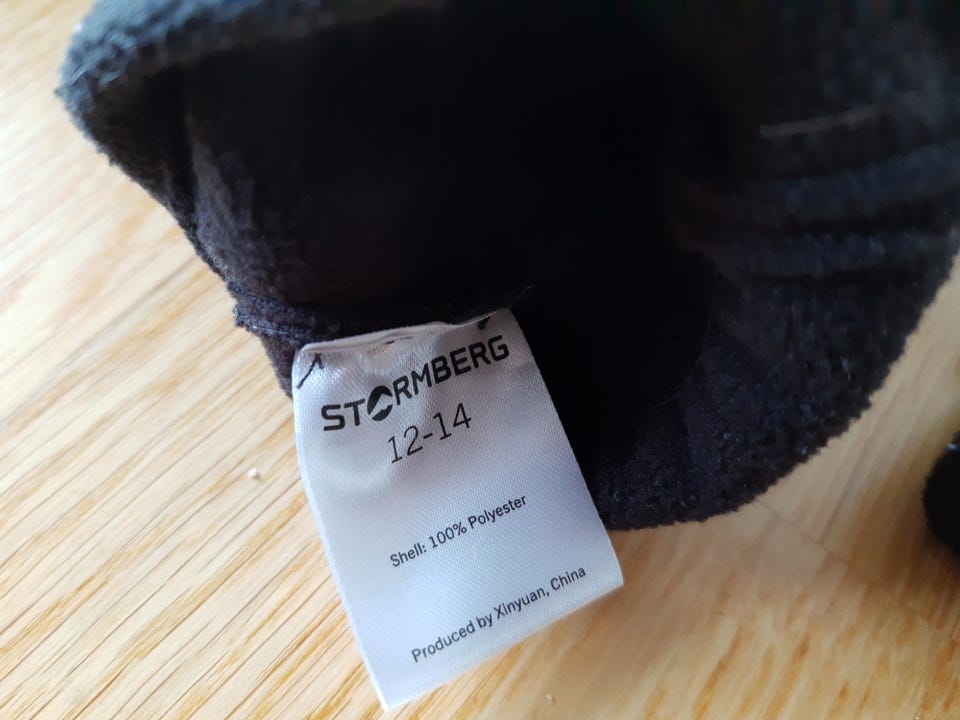 STORMBERG
12-14
Shell: 100% Polyester
Produced by Xinyuan, China